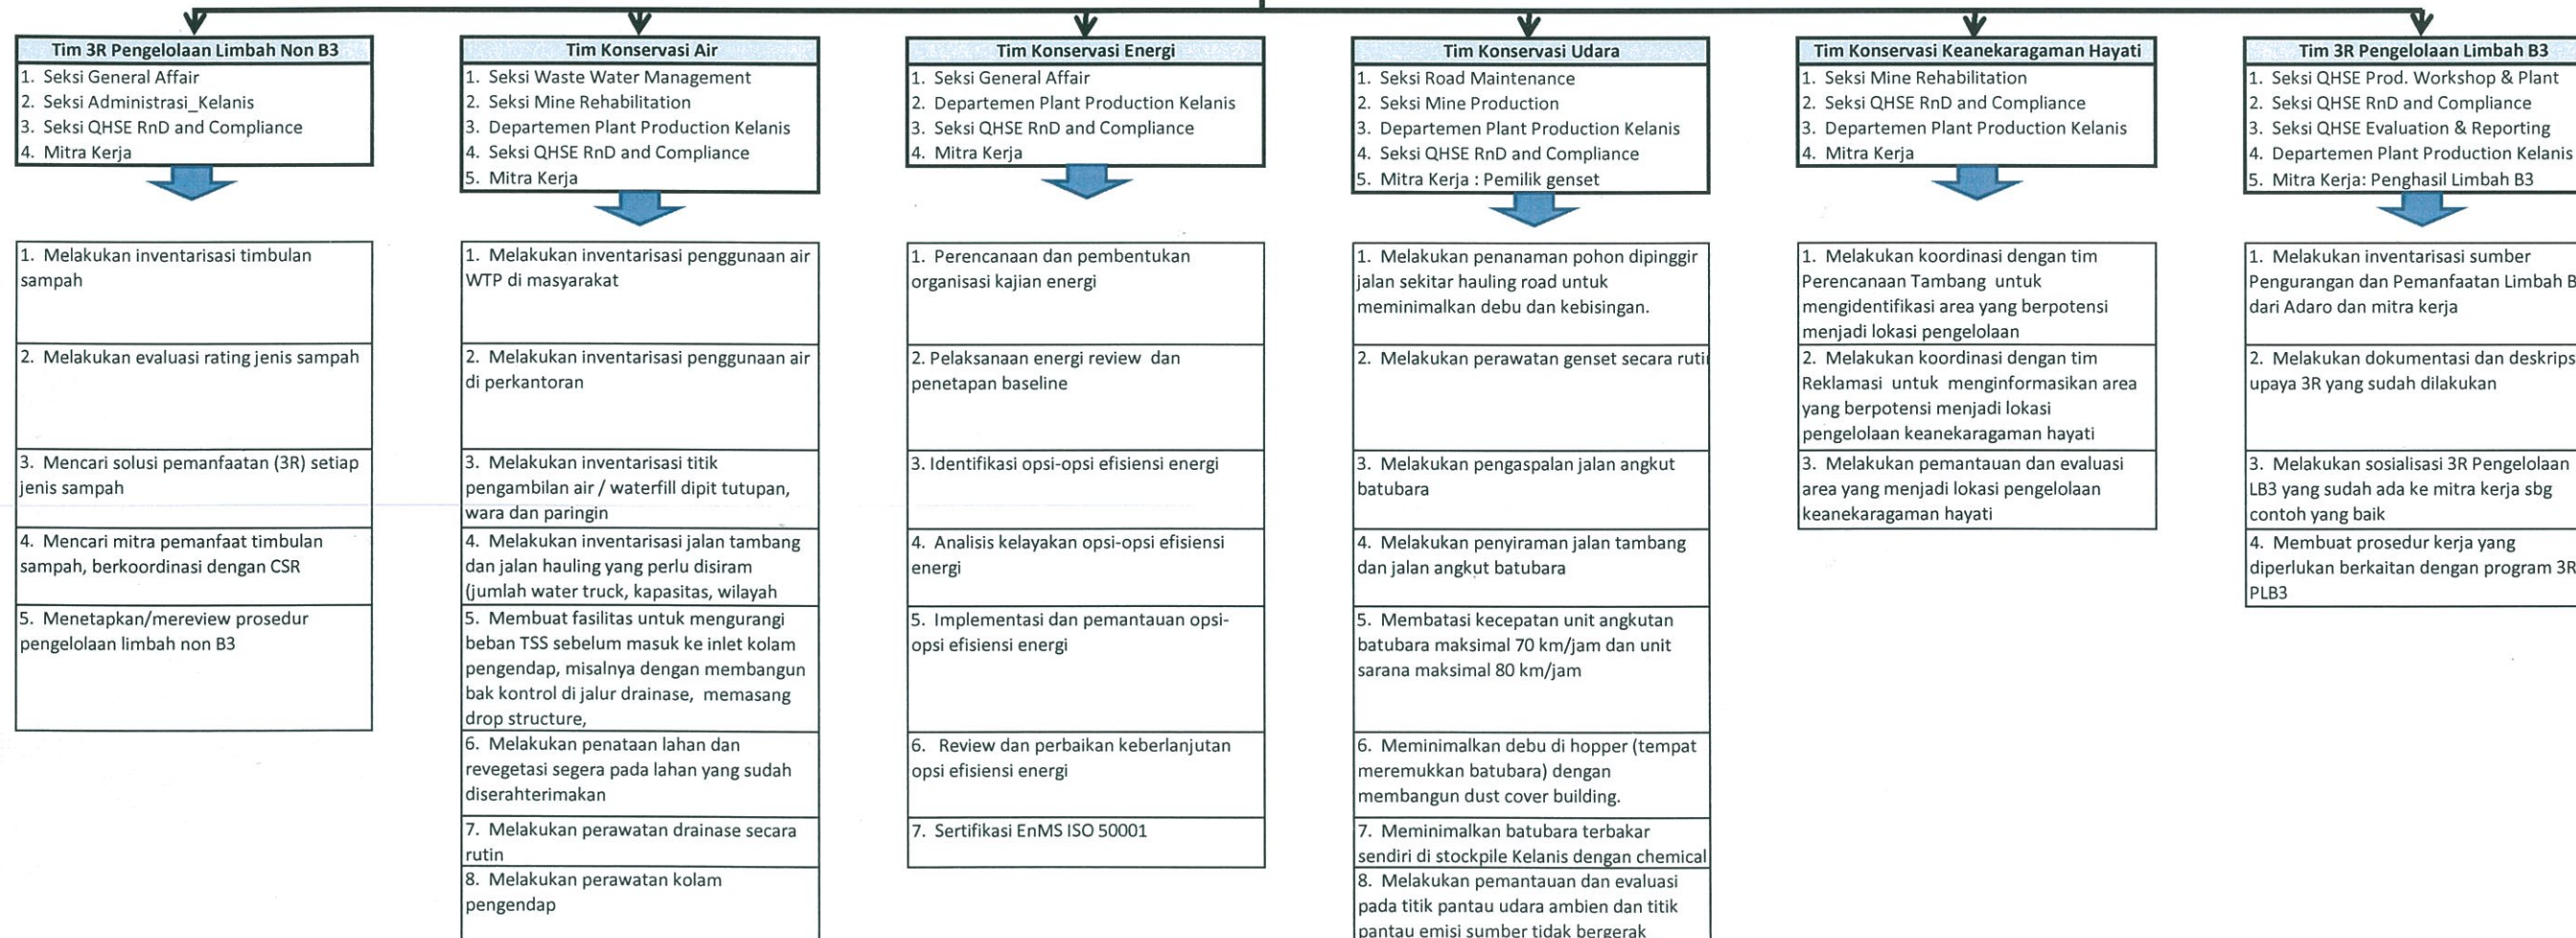 Tim 3R Pengelolaan Limbah Non B3
1. Seksi General Affair
2. Seksi Administrasi_Kelanis
3. Seksi QHSE RnD and Compliance
4. Mitra Kerja
1. Melakukan inventarisasi timbulan
sampah
2. Melakukan evaluasi rating jenis sampah
3. Mencari solusi pemanfaatan (3R) setiap
jenis sampah
4. Mencari mitra pemanfaat timbulan
sampah, berkoordinasi dengan CSR
5. Menetapkan/mereview prosedur
pengelolaan limbah non B3
Tim Konservasi Air
1. Seksi Waste Water Management
2. Seksi Mine Rehabilitation
3. Departemen Plant Production Kelanis
4. Seksi QHSE RnD and Compliance
5. Mitra Kerja
1. Melakukan inventarisasi penggunaan air
WTP di masyarakat
2. Melakukan inventarisasi penggunaan air
di perkantoran
3. Melakukan inventarisasi titik
pengambilan air / waterfill dipit tutupan,
wara dan paringin
4. Melakukan inventarisasi jalan tambang
dan jalan hauling yang perlu disiram
(jumlah water truck, kapasitas, wilayah
5. Membuat fasilitas untuk mengurangi
beban TSS sebelum masuk ke inlet kolam
pengendap, misalnya dengan membangun
bak kontrol di jalur drainase, memasang
drop structure,
6. Melakukan penataan lahan dan
revegetasi segera pada lahan yang sudah
diserahterimakan
7. Melakukan perawatan drainase secara
rutin
8. Melakukan perawatan kolam
pengendap
Tim Konservasi Energi
1. Seksi General Affair
2. Departemen Plant Production Kelanis
3. Seksi QHSE RnD and Compliance
4. Mitra Kerja
1. Perencanaan dan pembentukan
organisasi kajian energi
2. Pelaksanaan energi review dan
penetapan baseline
3. Identifikasi opsi-opsi efisiensi energi
4. Analisis kelayakan opsi-opsi efisiensi
energi
5. Implementasi dan pemantauan opsi-
opsi efisiensi energi
6. Review dan perbaikan keberlanjutan
opsi efisiensi energi
7. Sertifikasi EnMS ISO 50001
Tim Konservasi Udara
1. Seksi Road Maintenance
2. Seksi Mine Production
3. Departemen Plant Production Kelanis
4. Seksi QHSE RnD and Compliance
5. Mitra Kerja : Pemilik genset
1. Melakukan penanaman pohon dipinggir
jalan sekitar hauling road untuk
meminimalkan debu dan kebisingan.
2. Melakukan perawatan genset secara ruti
3. Melakukan pengaspalan jalan angkut
batubara
4. Melakukan penyiraman jalan tambang
dan jalan angkut batubara
5. Membatasi kecepatan unit angkutan
batubara maksimal 70 km/jam dan unit
sarana maksimal 80 km/jam
6. Meminimalkan debu di hopper (tempat
meremukkan batubara) dengan
membangun dust cover building.
7. Meminimalkan batubara terbakar
sendiri di stockpile Kelanis dengan chemical
8. Melakukan pemantauan dan evaluasi
pada titik pantau udara ambien dan titik
pantau emisi sumber tidak bergerak
Tim Konservasi Keanekaragaman Hayati
1. Seksi Mine Rehabilitation
2. Seksi QHSE RnD and Compliance
3. Departemen Plant Production Kelanis
4. Mitra Kerja
1. Melakukan koordinasi dengan tim
Perencanaan Tambang untuk
mengidentifikasi area yang berpotensi
menjadi lokasi pengelolaan
2. Melakukan koordinasi dengan tim
Reklamasi untuk menginformasikan area
yang berpotensi menjadi lokasi
pengelolaan keanekaragaman hayati
3. Melakukan pemantauan dan evaluasi
area yang menjadi lokasi pengelolaan
keanekaragaman hayati
Tim 3R Pengelolaan Limbah B3
1. Seksi QHSE Prod. Workshop & Plant
2. Seksi QHSE RnD and Compliance
3. Seksi QHSE Evaluation & Reporting
4. Departemen Plant Production Kelanis
5. Mitra Kerja: Penghasil Limbah B3
1. Melakukan inventarisasi sumber
Pengurangan dan Pemanfaatan Limbah B
dari Adaro dan mitra kerja
2. Melakukan dokumentasi dan deskrips
upaya 3R yang sudah dilakukan
3. Melakukan sosialisasi 3R Pengelolaan
LB3 yang sudah ada ke mitra kerja sbg
contoh yang baik
4. Membuat prosedur kerja yang
diperlukan berkaitan dengan program 3R
PLB3